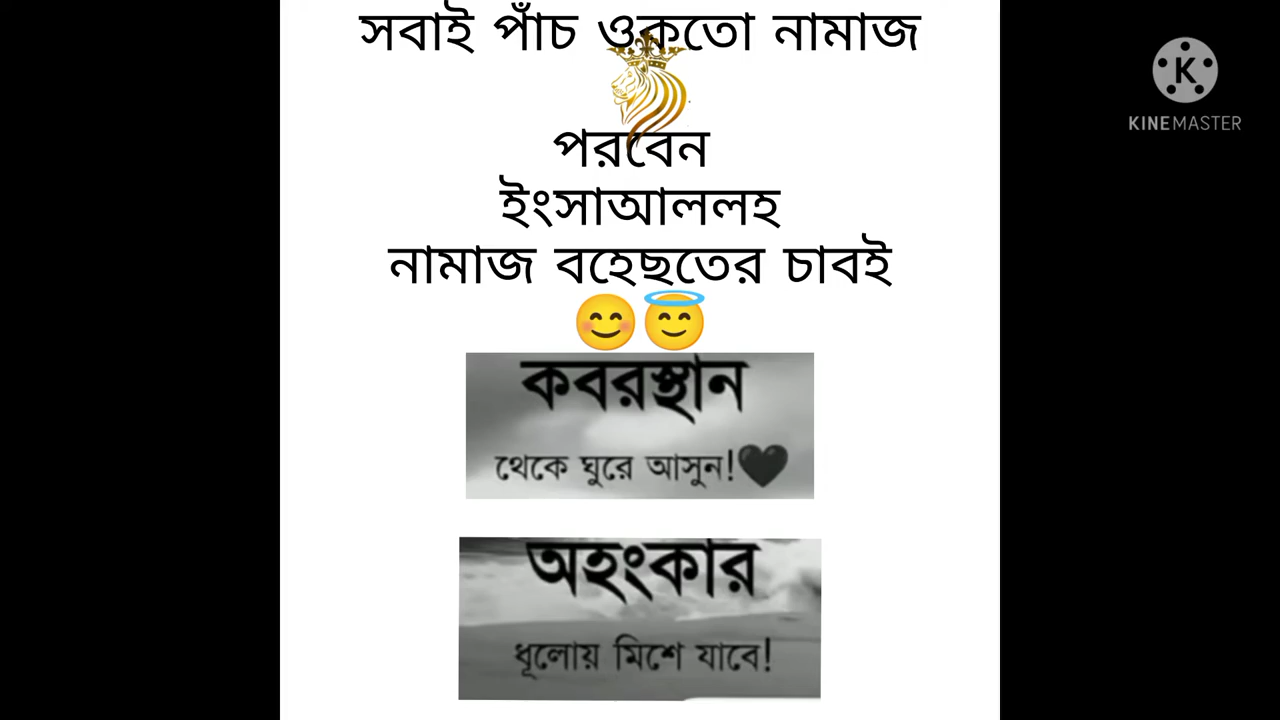 সবাই পাঁচ ওকতো নামাজ
পরবেন
ইংসাআললহ
নামাজ বহেছতের চাবই
😊😇
কবরস্থান
থেকে ঘুরে আসুন!🖤
অহংকার
ধূলোয় মিশে যাবে!
K
KINEMASTER